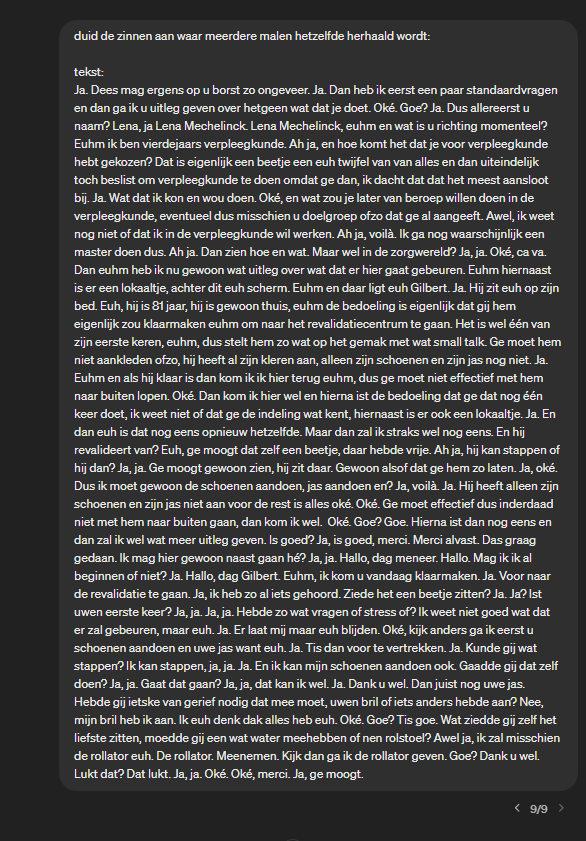 duid de zinnen aan waar meerdere malen hetzelfde herhaald wordt:
tekst:
Ja. Dees mag ergens op u borst zo ongeveer. Ja. Dan heb ik eerst een paar standaardvragen
en dan ga ik u uitleg geven over hetgeen wat dat je doet. Oké. Goe? Ja. Dus allereerst u
naam? Lena, ja Lena Mechelinck. Lena Mechelinck, euhm en wat is u richting momenteel?
Euhm ik ben vierdejaars verpleegkunde. Ah ja, en hoe komt het dat je voor verpleegkunde
hebt gekozen? Dat is eigenlijk een beetje een euh twijfel van van alles en dan uiteindelijk
toch beslist om verpleegkunde te doen omdat ge dan, ik dacht dat dat het meest aansloot
bij. Ja. Wat dat ik kon en wou doen. Oké, en wat zou je later van beroep willen doen in de
verpleegkunde, eventueel dus misschien u doelgroep ofzo dat ge al aangeeft. Awel, ik weet
nog niet of dat ik in de verpleegkunde wil werken. Ah ja, voilà. Ik ga nog waarschijnlijk een
master doen dus. Ah ja. Dan zien hoe en wat. Maar wel in de zorgwereld? Ja, ja. Oké, ca va.
Dan euhm heb ik nu gewoon wat uitleg over wat dat er hier gaat gebeuren. Euhm hiernaast
is er een lokaaltje, achter dit euh scherm. Euhm en daar ligt euh Gilbert. Ja. Hij zit euh op zijn
bed. Euh, hij is 81 jaar, hij is gewoon thuis, euhm de bedoeling is eigenlijk dat gij hem
eigenlijk zou klaarmaken euhm om naar het revalidatiecentrum te gaan. Het is wel één van
zijn eerste keren, euhm, dus stelt hem zo wat op het gemak met wat small talk. Ge moet hem
niet aankleden ofzo, hij heeft al zijn kleren aan, alleen zijn schoenen en zijn jas nog niet. Ja.
Euhm en als hij klaar is dan kom ik ik hier terug euhm, dus ge moet niet effectief met hem
naar buiten lopen. Oké. Dan kom ik hier wel en hierna ist de bedoeling dat ge dat nog één
keer doet, ik weet niet of dat ge de indeling wat kent, hiernaast is er ook een lokaaltje. Ja. En
dan euh is dat nog eens opnieuw hetzelfde. Maar dan zal ik straks wel nog eens. En hij
revalideert van? Euh, ge moogt dat zelf een beetje, daar hebde vrije. Ah ja, hij kan stappen of
hij dan? Ja, ja. Ge moogt gewoon zien, hij zit daar. Gewoon alsof dat ge hem zo laten. Ja, oké.
Dus ik moet gewoon de schoenen aandoen, jas aandoen en? Ja, voilà. Ja. Hij heeft alleen zijn
schoenen en zijn jas niet aan voor de rest is alles oké. Oké. Ge moet effectief dus inderdaad
niet met hem naar buiten gaan, dan kom ik wel.  Oké. Goe? Goe. Hierna ist dan nog eens en
dan zal ik wel wat meer uitleg geven. Is goed? Ja, is goed, merci. Merci alvast. Das graag
gedaan. Ik mag hier gewoon naast gaan hé? Ja, ja. Hallo, dag meneer. Hallo. Mag ik ik al
beginnen of niet? Ja. Hallo, dag Gilbert. Euhm, ik kom u vandaag klaarmaken. Ja. Voor naar
de revalidatie te gaan. Ja, ik heb zo al iets gehoord. Ziede het een beetje zitten? Ja. Ja? Ist
uwen eerste keer? Ja, ja. Ja, ja. Hebde zo wat vragen of stress of? Ik weet niet goed wat dat
er zal gebeuren, maar euh. Ja. Er laat mij maar euh blijden. Oké, kijk anders ga ik eerst u
schoenen aandoen en uwe jas want euh. Ja. Tis dan voor te vertrekken. Ja. Kunde gij wat
stappen? Ik kan stappen, ja, ja. Ja. En ik kan mijn schoenen aandoen ook. Gaadde gij dat zelf
doen? Ja, ja. Gaat dat gaan? Ja, ja, dat kan ik wel. Ja. Dank u wel. Dan juist nog uwe jas.
Hebde gij ietske van gerief nodig dat mee moet, uwen bril of iets anders hebde aan? Nee,
mijn bril heb ik aan. Ik euh denk dak alles heb euh. Oké. Goe? Tis goe. Wat ziedde gij zelf het
liefste zitten, moedde gij een wat water meehebben of nen rolstoel? Awel ja, ik zal misschien
de rollator euh. De rollator. Meenemen. Kijk dan ga ik de rollator geven. Goe? Dank u wel.
Lukt dat? Dat lukt. Ja, ja. Oké. Oké, merci. Ja, ge moogt.
9/9